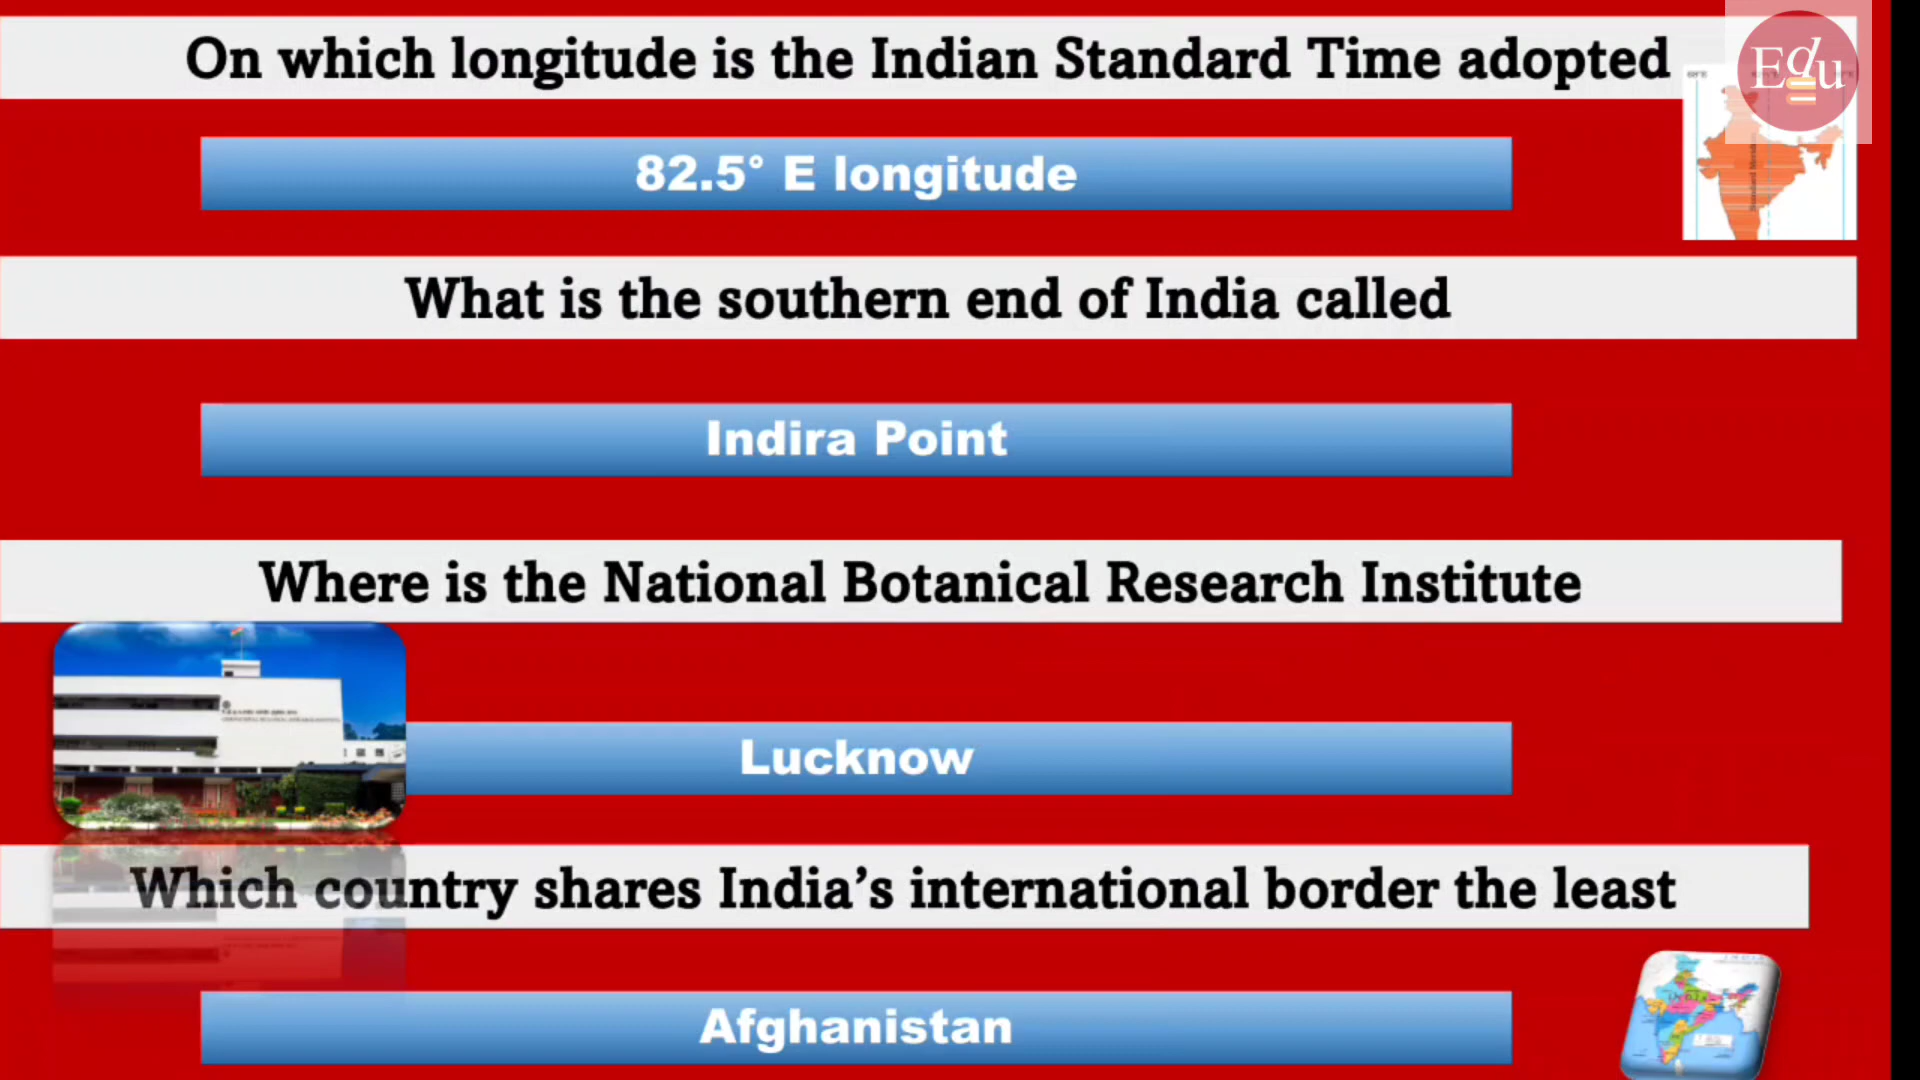 On which longitude is the Indian Standard Time adopted
Edu
82.5° E longitude
What is the southern end of India called
Indira Point
Where is the National Botanical Research Institute
Lucknow
Which country shares India’s international border the least
Afghanistan